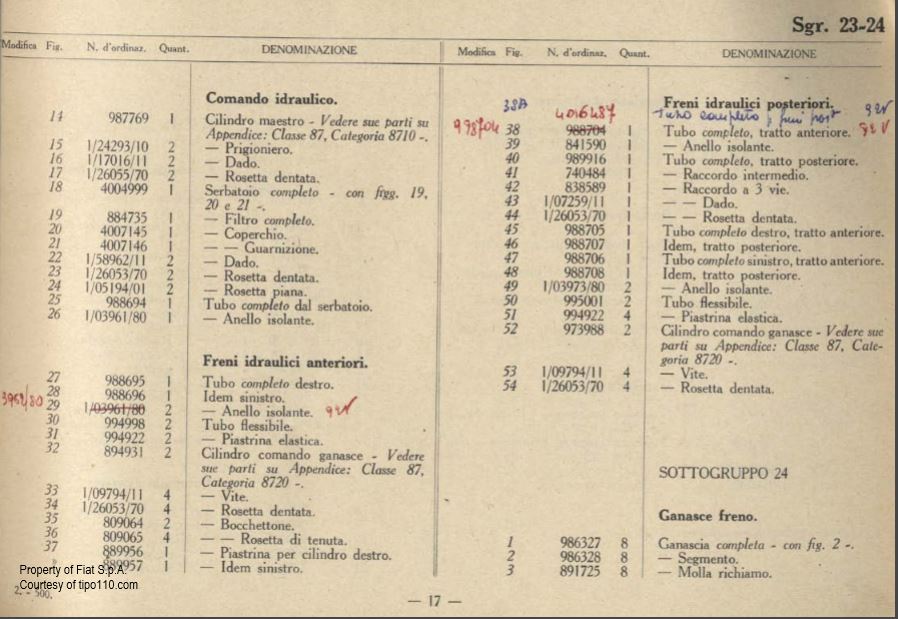 Sgr. 23-24
Modifica Fig. N. d'ordinaz. Quant. DENOMINAZIONE
Comando idraulico.
14 987769 1 Cilindro maestro - Vedere sue parti su
Appendice: Classe 87, Categoria 8710 -.
15 1/24293/10 2 — Prigioniero.
16 1/17016/11 2 — Dado.
17 1/26055/70 2 — Rosetta dentata.
18 4004999 1 Serbatoio completo - con figg. 19,
20 e 21 -.
19 884735 1 — Filtro completo.
20 4007145 1 — Coperchio.
21 4007146 1 — — Guarnizione.
22 1/58962/11 2 — Dado.
23 1/26053/70 2 — Rosetta dentata.
24 1/05194/01 2 — Rosetta piana.
25 988694 1 Tubo completo dal serbatoio.
26 1/03961/80 1 — Anello isolante.
Freni idraulici anteriori.
27 988695 1 Tubo completo destro.
28 988696 1 Idem sinistro.
29 1/03961/80 2 — Anello isolante.
30 994998 2 Tubo flessibile.
31 994922 2 — Piastrina elastica.
32 894931 2 Cilindro comando ganasce - Vedere
sue parti su Appendice: Classe 87,
Categoria 8720 -.
33 1/09794/11 4 — Vite.
34 1/26053/70 4 — Rosetta dentata.
35 809064 2 — Bocchettone.
36 809065 4 — — Rosetta di tenuta.
37 889956 1 — Piastrina per cilindro destro.
889957 1 — Idem sinistro.
Modifica Fig. N. d'ordinaz. Quant. DENOMINAZIONE
Freni idraulici posteriori.
38A 4016487 Tubo completo
998704 38 988704 1 Tubo completo, tratto anteriore.
39 841590 1 — Anello isolante.
40 989916 1 Tubo completo, tratto posteriore.
41 740484 1 — Raccordo intermedio.
42 838589 1 — Raccordo a 3 vie.
43 1/07259/11 1 — — Dado.
44 1/26053/70 1 — — Rosetta dentata.
45 988705 1 Tubo completo destro, tratto anteriore.
46 988707 1 Idem, tratto posteriore.
47 988706 1 Tubo completo sinistro, tratto anteriore.
48 988708 1 Idem, tratto posteriore.
49 1/03973/80 2 — Anello isolante.
50 995001 2 Tubo flessibile.
51 994922 4 — Piastrina elastica.
52 973988 2 Cilindro comando ganasce - Vedere sue
parti su Appendice: Classe 87, Cate-
goria 8720 -.
53 1/09794/11 4 — Vite.
54 1/26053/70 4 — Rosetta dentata.
SOTTOGRUPPO 24
Ganasce freno.
1 986327 8 Ganascia completa - con fig. 2 -.
2 986328 8 — Segmento.
3 891725 8 — Molla richiamo.
Property of Fiat S.p.A.
Courtesy of tipo110.com
2. - 500.
— 17 —